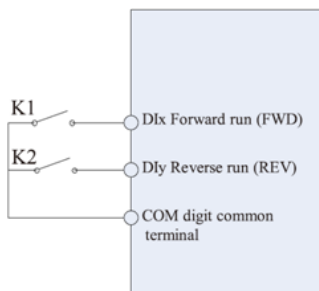 K1
DIx Forward run (FWD)
K2
DIy Reverse run (REV)
COM digit common
terminal